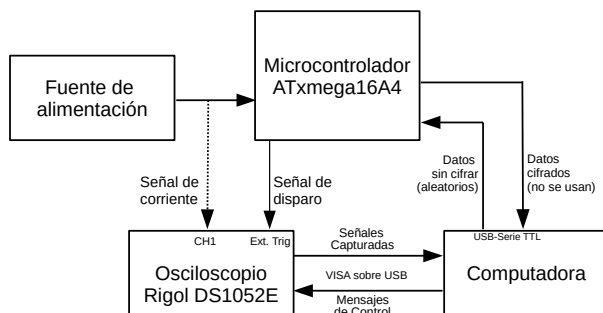 Fuente de
alimentación
Microcontrolador
ATxmega16A4
Señal de
corriente
Señal de
disparo
Datos
sin cifrar
(aleatorios)
Datos
cifrados
(no se usan)
CH1
Ext. Trig
Osciloscopio
Rigol DS1052E
Señales
Capturadas
VISA sobre USB
Mensajes
de Control
USB-Serie TTL
Computadora